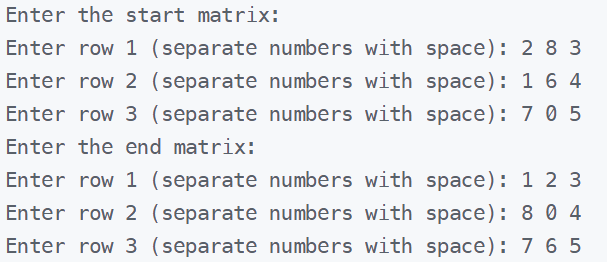 Enter the start matrix:
Enter row 1 (separate numbers with space): 2 8 3
Enter row 2 (separate numbers with space): 1 6 4
Enter row 3 (separate numbers with space): 7 0 5
Enter the end matrix:
Enter row 1 (separate numbers with space): 1 2 3
Enter row 2 (separate numbers with space): 8 0 4
Enter row 3 (separate numbers with space): 7 6 5